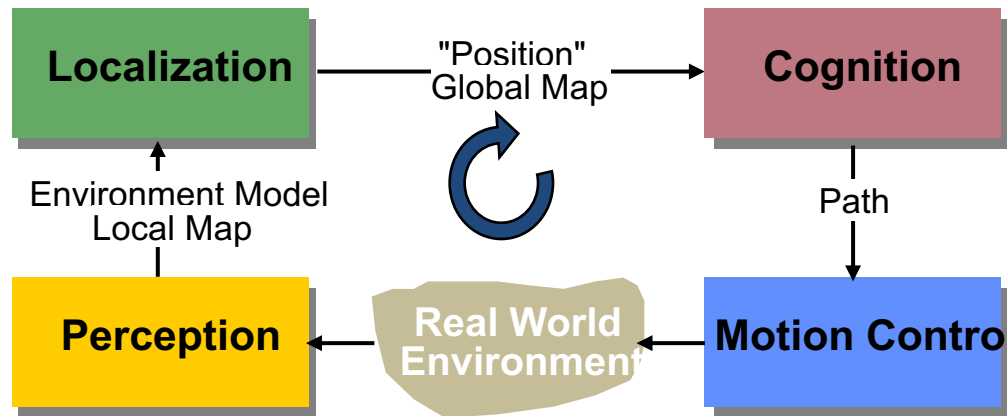 Localization
"Position"
Global Map
Cognition
Environment Model
Local Map
Path
Perception
Real World
Environment
Motion Contro